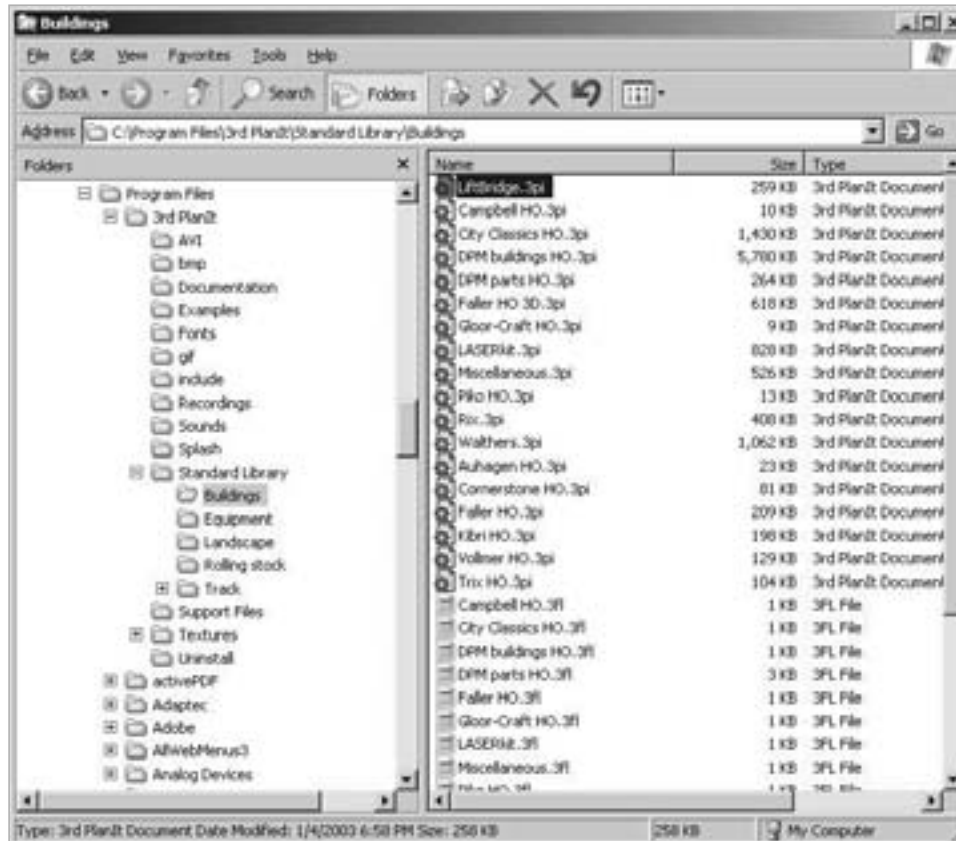 Buildings
File Edit View Favorites Tools Help
Back Search Folders
Address C:\Program Files\3rd PlanIt\Standard Library\Buildings Go
Folders
Program Files
3rd PlanIt
AVI
bmp
Documentation
Examples
Fonts
gif
include
Recordings
Sounds
Splash
Standard Library
Buildings
Equipment
Landscape
Rolling stock
Track
Support Files
Textures
Uninstall
activePDF
Adaptec
Adobe
AllWebMenus3
Analog Devices
Name Size Type
LiftBridge.3pi 259 KB 3rd PlanIt Document
Campbell HO.3pi 10 KB 3rd PlanIt Document
City Classics HO.3pi 1,430 KB 3rd PlanIt Document
DPM buildings HO.3pi 5,780 KB 3rd PlanIt Document
DPM parts HO.3pi 264 KB 3rd PlanIt Document
Faller HO 3D.3pi 618 KB 3rd PlanIt Document
Gloor-Craft HO.3pi 9 KB 3rd PlanIt Document
LASERkit.3pi 828 KB 3rd PlanIt Document
Miscellaneous.3pi 526 KB 3rd PlanIt Document
Piko HO.3pi 13 KB 3rd PlanIt Document
Rix.3pi 408 KB 3rd PlanIt Document
Walthers.3pi 1,062 KB 3rd PlanIt Document
Auhagen HO.3pi 23 KB 3rd PlanIt Document
Cornerstone HO.3pi 81 KB 3rd PlanIt Document
Faller HO.3pi 209 KB 3rd PlanIt Document
Kibri HO.3pi 198 KB 3rd PlanIt Document
Vollmer HO.3pi 129 KB 3rd PlanIt Document
Trix HO.3pi 104 KB 3rd PlanIt Document
Campbell HO.3fl 1 KB 3FL File
City Classics HO.3fl 1 KB 3FL File
DPM buildings HO.3fl 1 KB 3FL File
DPM parts HO.3fl 3 KB 3FL File
Faller HO.3fl 1 KB 3FL File
Gloor-Craft HO.3fl 1 KB 3FL File
LASERkit.3fl 1 KB 3FL File
Miscellaneous.3fl 1 KB 3FL File
Type: 3rd PlanIt Document Date Modified: 1/4/2003 6:58 PM Size: 258 KB 258 KB My Computer